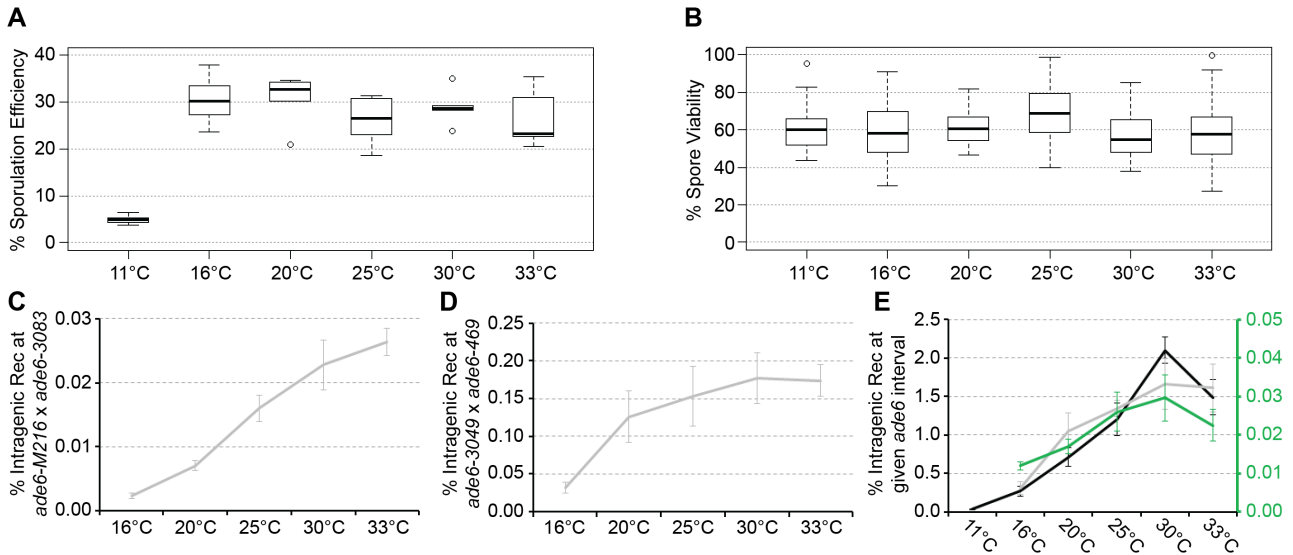 A
% Sporulation Efficiency
40
30
20
10
0
11°C 16°C 20°C 25°C 30°C 33°C
B
% Spore Viability
100
80
60
40
20
0
11°C 16°C 20°C 25°C 30°C 33°C
C
% Intragenic Rec at
ade6-M216 x ade6-3083
0.03
0.02
0.01
0.00
16°C 20°C 25°C 30°C 33°C
D
% Intragenic Rec at
ade6-3049 x ade6-469
0.25
0.20
0.15
0.10
0.05
0.00
16°C 20°C 25°C 30°C 33°C
E
% Intragenic Rec at
given ade6 interval
2.5
2.0
1.5
1.0
0.5
0.0
11°C 16°C 20°C 25°C 30°C 33°C
0.05
0.04
0.03
0.02
0.01
0.00